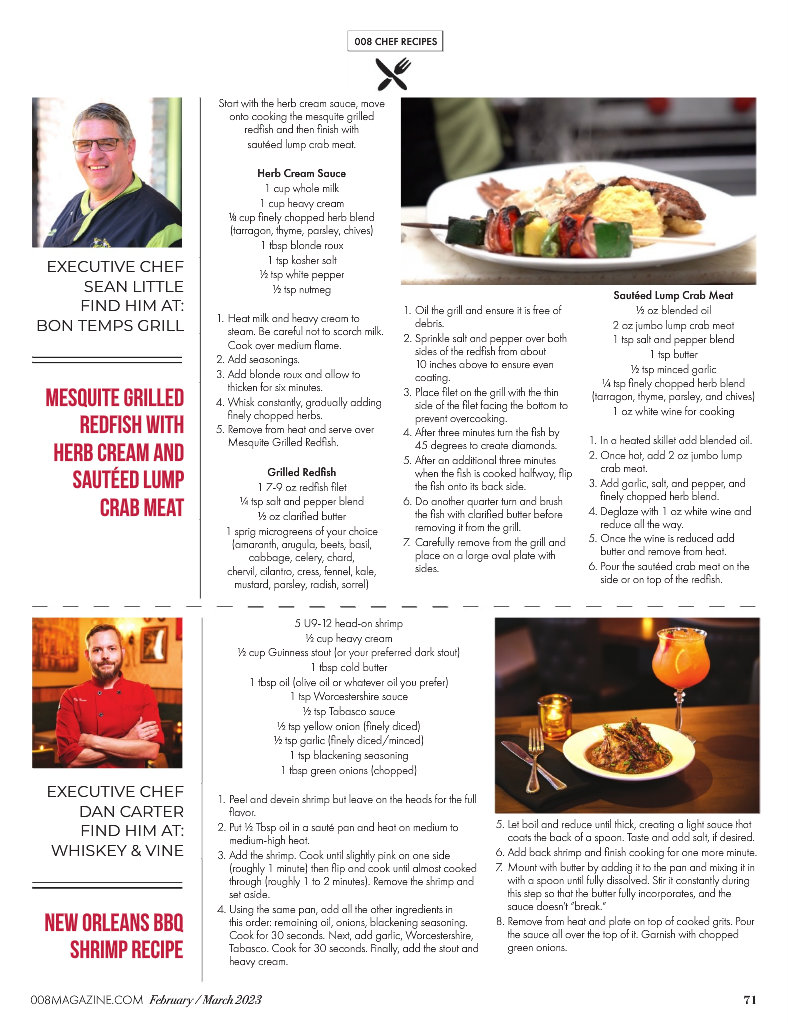 008 CHEF RECIPES
EXECUTIVE CHEF
SEAN LITTLE
FIND HIM AT:
BON TEMPS GRILL
MESQUITE GRILLED
REDFISH WITH
HERB CREAM AND
SAUTÉED LUMP
CRAB MEAT
Start with the herb cream sauce, move
onto cooking the mesquite grilled
redfish and then finish with
sautéed lump crab meat.
Herb Cream Sauce
1 cup whole milk
1 cup heavy cream
⅛ cup finely chopped herb blend
(tarragon, thyme, parsley, chives)
1 tbsp blonde roux
1 tsp kosher salt
½ tsp white pepper
½ tsp nutmeg
1. Heat milk and heavy cream to
steam. Be careful not to scorch milk.
Cook over medium flame.
2. Add seasonings.
3. Add blonde roux and allow to
thicken for six minutes.
4. Whisk constantly, gradually adding
finely chopped herbs.
5. Remove from heat and serve over
Mesquite Grilled Redfish.
Grilled Redfish
1 7-9 oz redfish filet
¼ tsp salt and pepper blend
½ oz clarified butter
1 sprig microgreens of your choice
(amaranth, arugula, beets, basil,
cabbage, celery, chard,
chervil, cilantro, cress, fennel, kale,
mustard, parsley, radish, sorrel)
1. Oil the grill and ensure it is free of
debris.
2. Sprinkle salt and pepper over both
sides of the redfish from about
10 inches above to ensure even
coating.
3. Place filet on the grill with the thin
side of the filet facing the bottom to
prevent overcooking.
4. After three minutes turn the fish by
45 degrees to create diamonds.
5. After an additional three minutes
when the fish is cooked halfway, flip
the fish onto its back side.
6. Do another quarter turn and brush
the fish with clarified butter before
removing it from the grill.
7. Carefully remove from the grill and
place on a large oval plate with
sides.
Sautéed Lump Crab Meat
½ oz blended oil
2 oz jumbo lump crab meat
1 tsp salt and pepper blend
1 tsp butter
½ tsp minced garlic
¼ tsp finely chopped herb blend
(tarragon, thyme, parsley, and chives)
1 oz white wine for cooking
1. In a heated skillet add blended oil.
2. Once hot, add 2 oz jumbo lump
crab meat.
3. Add garlic, salt, and pepper, and
finely chopped herb blend.
4. Deglaze with 1 oz white wine and
reduce all the way.
5. Once the wine is reduced add
butter and remove from heat.
6. Pour the sautéed crab meat on the
side or on top of the redfish.
EXECUTIVE CHEF
DAN CARTER
FIND HIM AT:
WHISKEY & VINE
NEW ORLEANS BBQ
SHRIMP RECIPE
5 U9-12 head-on shrimp
½ cup heavy cream
½ cup Guinness stout (or your preferred dark stout)
1 tbsp cold butter
1 tbsp oil (olive oil or whatever oil you prefer)
1 tsp Worcestershire sauce
½ tsp Tabasco sauce
½ tsp yellow onion (finely diced)
½ tsp garlic (finely diced/minced)
1 tsp blackening seasoning
1 tbsp green onions (chopped)
1. Peel and devein shrimp but leave on the heads for the full
flavor.
2. Put ½ Tbsp oil in a sauté pan and heat on medium to
medium-high heat.
3. Add the shrimp. Cook until slightly pink on one side
(roughly 1 minute) then flip and cook until almost cooked
through (roughly 1 to 2 minutes). Remove the shrimp and
set aside.
4. Using the same pan, add all the other ingredients in
this order: remaining oil, onions, blackening seasoning.
Cook for 30 seconds. Next, add garlic, Worcestershire,
Tabasco. Cook for 30 seconds. Finally, add the stout and
heavy cream.
5. Let boil and reduce until thick, creating a light sauce that
coats the back of a spoon. Taste and add salt, if desired.
6. Add back shrimp and finish cooking for one more minute.
7. Mount with butter by adding it to the pan and mixing it in
with a spoon until fully dissolved. Stir it constantly during
this step so that the butter fully incorporates, and the
sauce doesn't "break."
8. Remove from heat and plate on top of cooked grits. Pour
the sauce all over the top of it. Garnish with chopped
green onions.
008MAGAZINE.COM February / March 2023
71